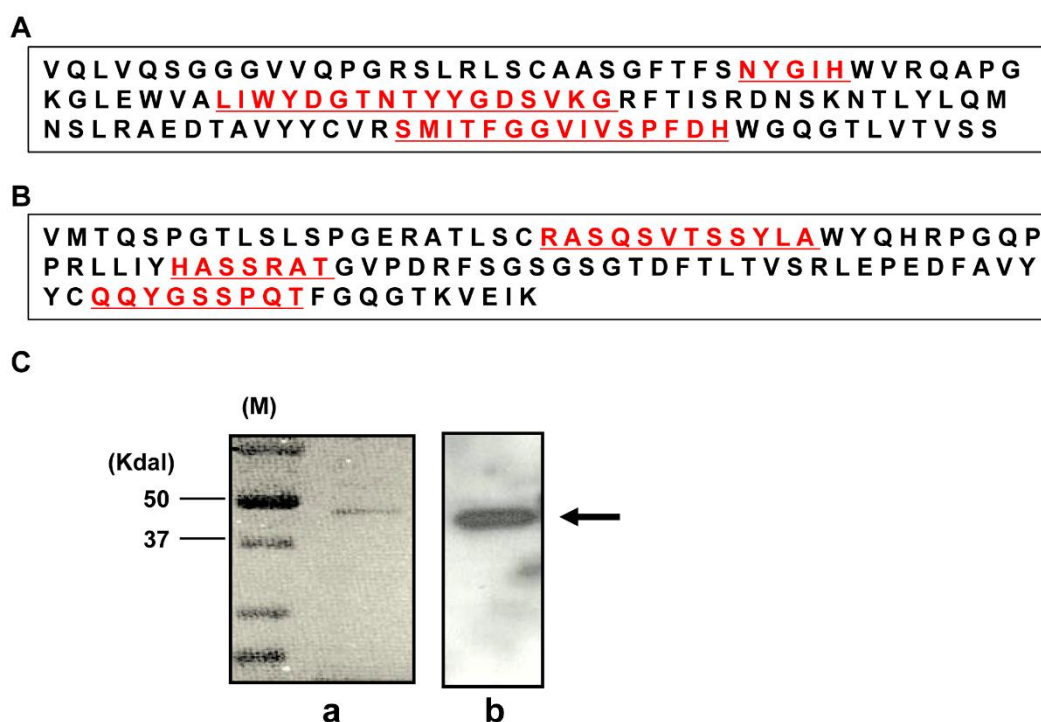 A
V Q L V Q S G G G V V Q P G R S L R L S C A A S G F T F S N Y G I H W V R Q A P G
K G L E W V A L I W Y D G T N T Y Y G D S V K G R F T I S R D N S K N T L Y L Q M
N S L R A E D T A V Y Y C V R S M I T F G G V I V S P F D H W G Q G T L V T V S S
B
V M T Q S P G T L S L S P G E R A T L S C R A S Q S V T S S Y L A W Y Q H R P G Q P
P R L L I Y H A S S R A T G V P D R F S G S G S G T D F T L T V S R L E P E D F A V Y
Y C Q Q Y G S S P Q T F G Q G T K V E I K
C
(M)
(Kdal)
50
37
a b